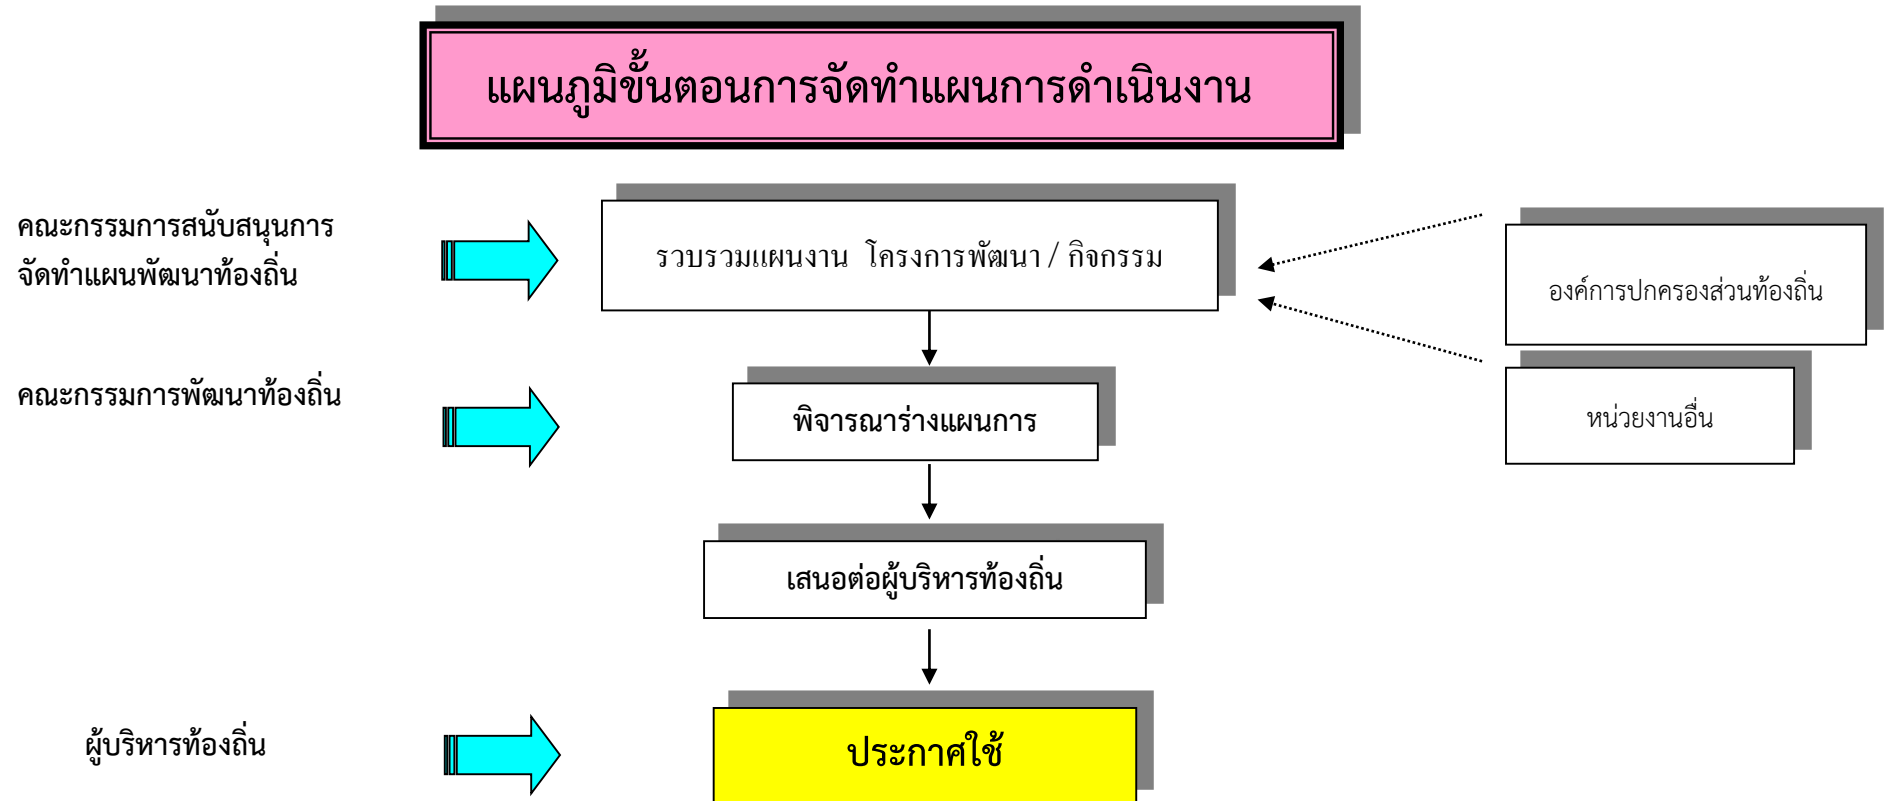 แผนภูมิขั้นตอนการจัดทำแผนการดำเนินงาน
คณะกรรมการสนับสนุนการ
จัดทำแผนพัฒนาท้องถิ่น
รวบรวมแผนงาน โครงการพัฒนา / กิจกรรม
องค์การปกครองส่วนท้องถิ่น
คณะกรรมการพัฒนาท้องถิ่น
พิจารณาร่างแผนการ
หน่วยงานอื่น
เสนอต่อผู้บริหารท้องถิ่น
ผู้บริหารท้องถิ่น
ประกาศใช้